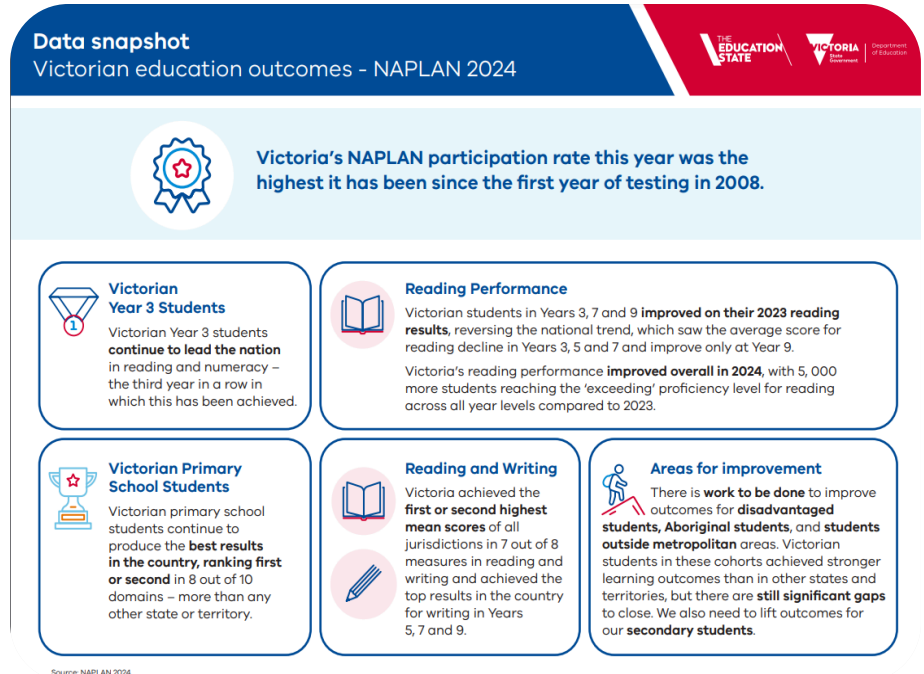 Data snapshot
Victorian education outcomes - NAPLAN 2024
THE
EDUCATION
STATE
VICTORIA
State
Government
Department
of Education
Victoria's NAPLAN participation rate this year was the
highest it has been since the first year of testing in 2008.
Victorian
Year 3 Students
Victorian Year 3 students
continue to lead the nation
in reading and numeracy –
the third year in a row in
which this has been achieved.
1
Reading Performance
Victorian students in Years 3, 7 and 9 improved on their 2023 reading
results, reversing the national trend, which saw the average score for
reading decline in Years 3, 5 and 7 and improve only at Year 9.
Victoria's reading performance improved overall in 2024, with 5, 000
more students reaching the 'exceeding' proficiency level for reading
across all year levels compared to 2023.
Victorian Primary
School Students
Victorian primary school
students continue to
produce the best results
in the country, ranking first
or second in 8 out of 10
domains – more than any
other state or territory.
Reading and Writing
Victoria achieved the
first or second highest
mean scores of all
jurisdictions in 7 out of 8
measures in reading and
writing and achieved the
top results in the country
for writing in Years
5, 7 and 9.
Areas for improvement
There is work to be done to improve
outcomes for disadvantaged
students, Aboriginal students, and students
outside metropolitan areas. Victorian
students in these cohorts achieved stronger
learning outcomes than in other states and
territories, but there are still significant gaps
to close. We also need to lift outcomes for
our secondary students.
Source: NAPLAN 2024